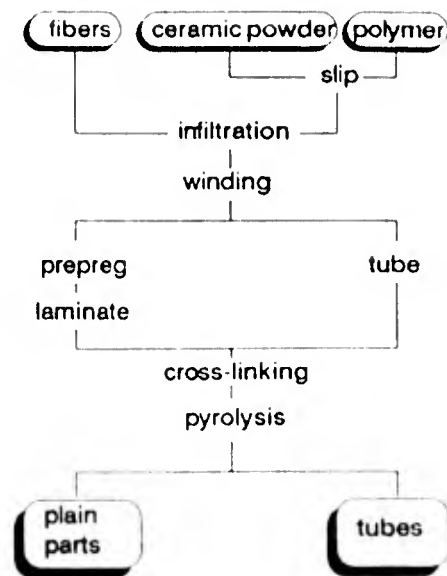 fibers ceramic powder polymer
slip
infiltration
winding
prepreg tube
laminate
cross-linking
pyrolysis
plain
parts
tubes